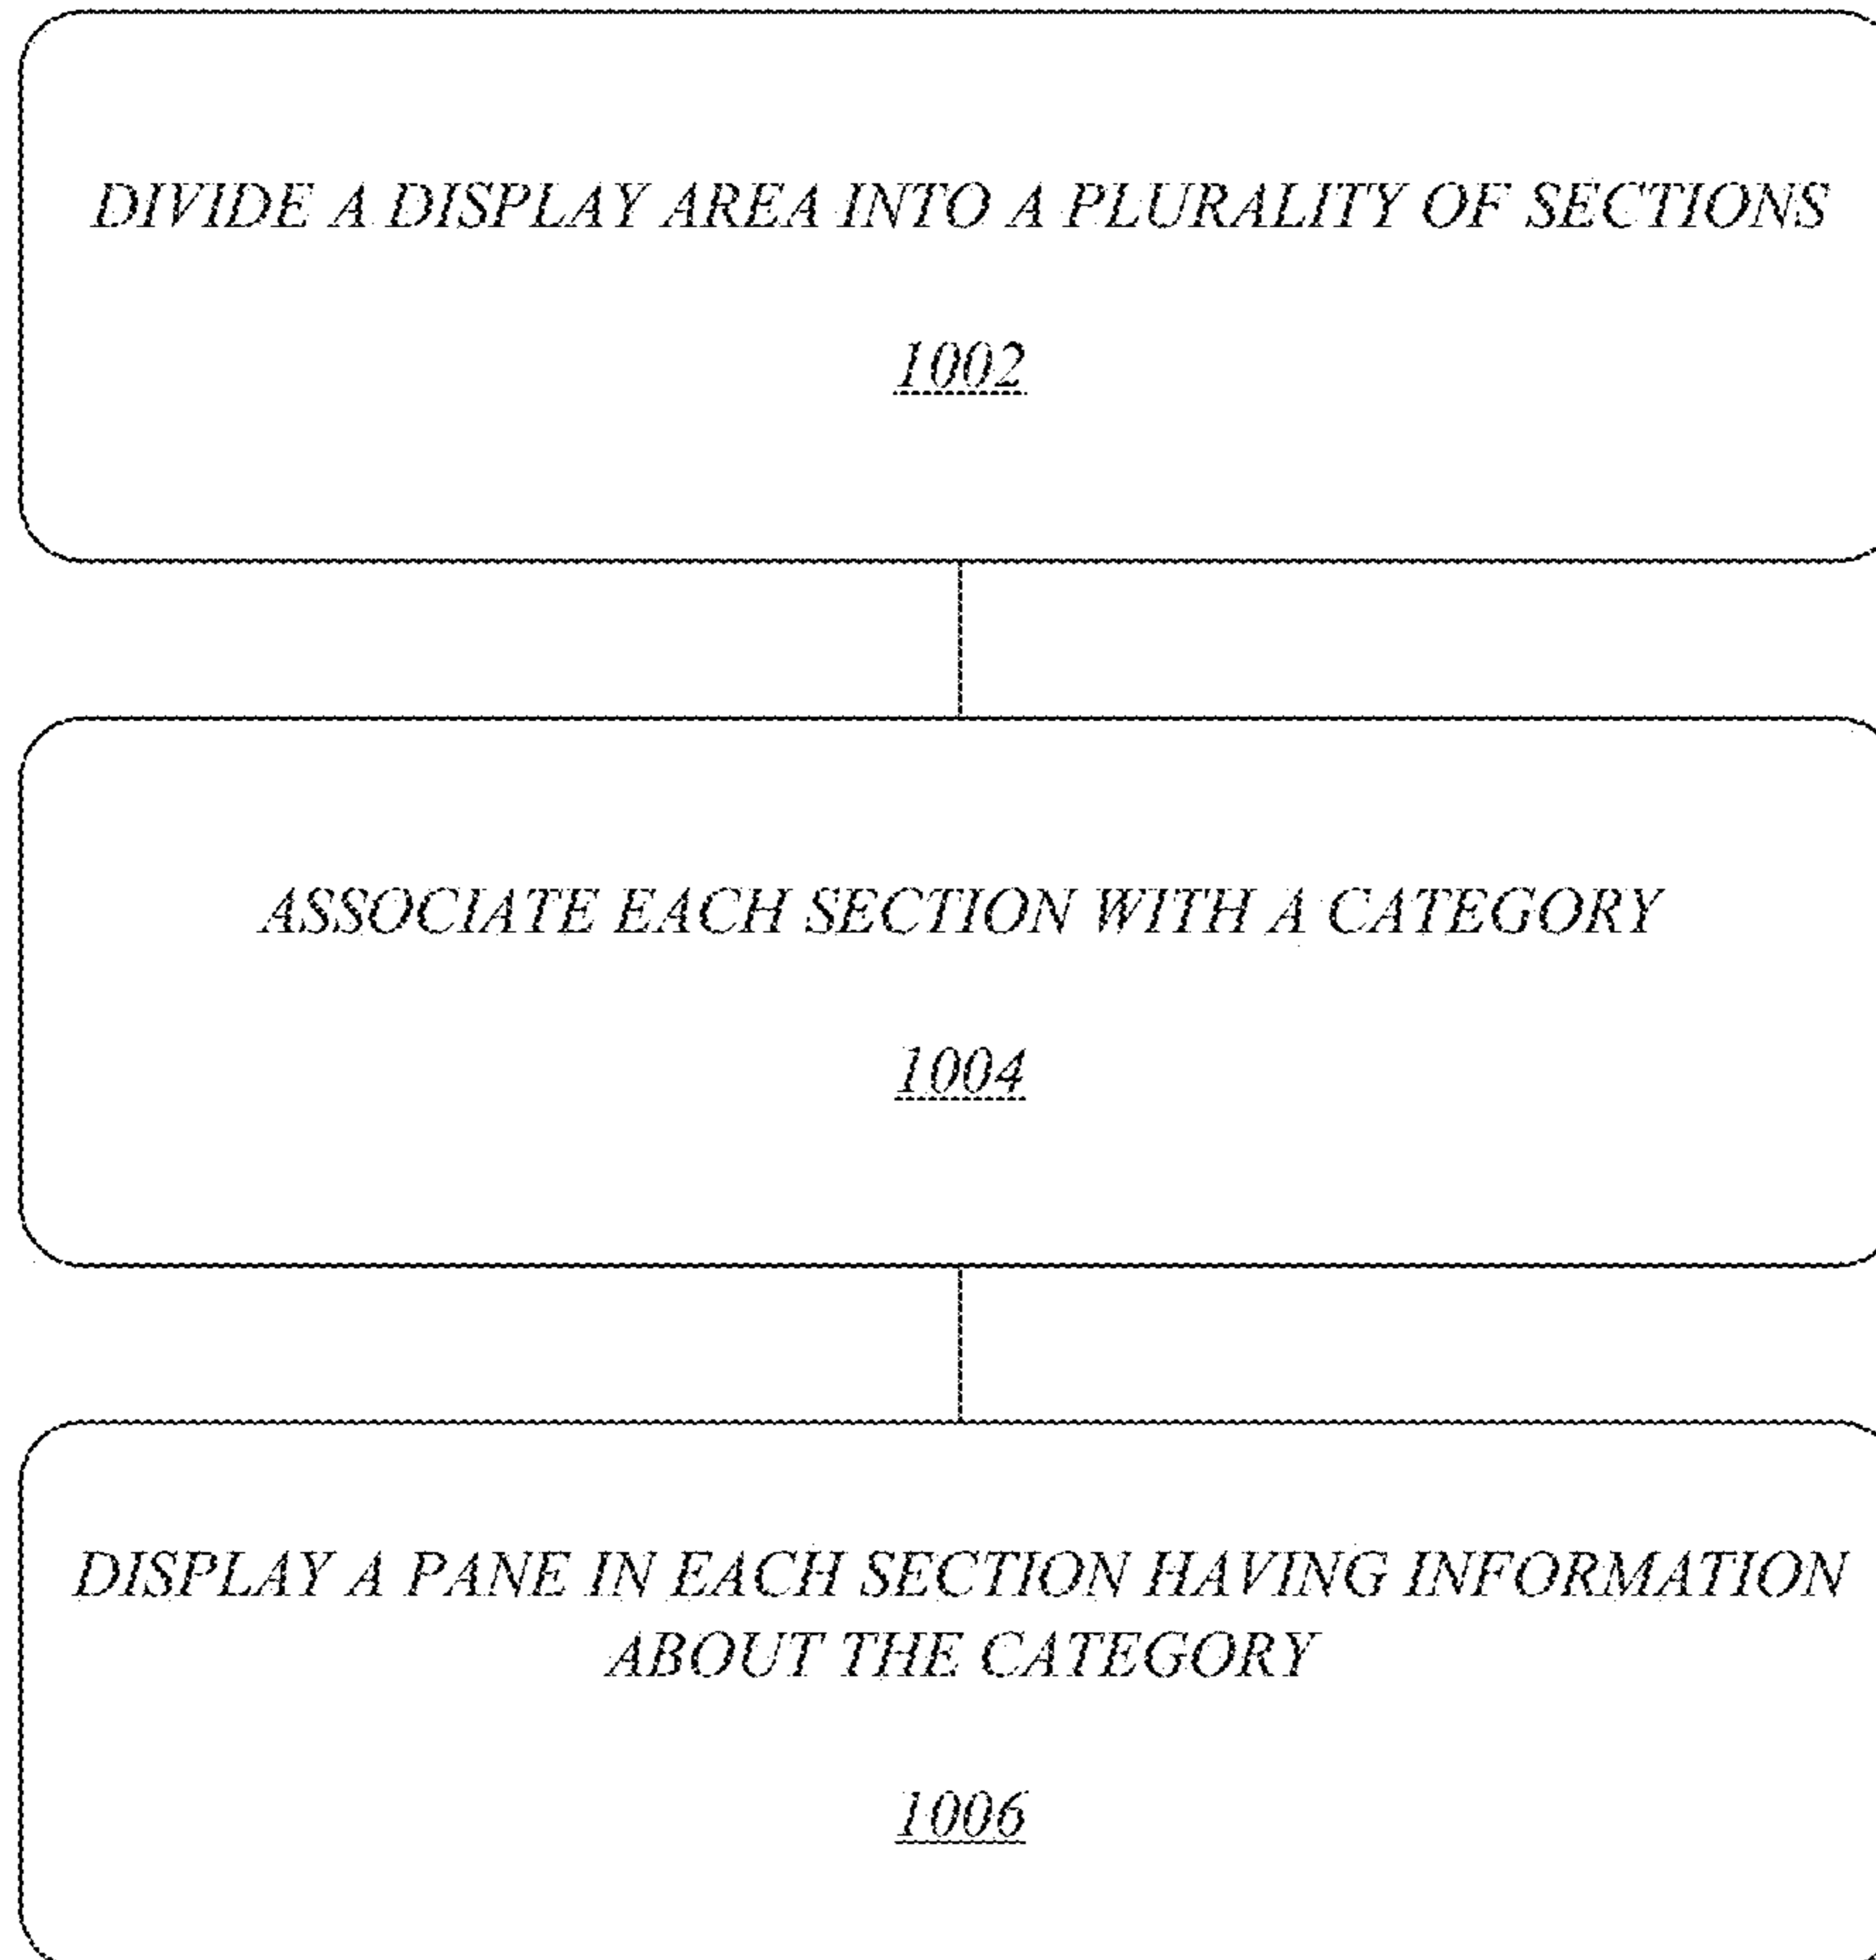 DIVIDE A DISPLAY AREA INTO A PLURALITY OF SECTIONS
1002
ASSOCIATE EACH SECTION WITH A CATEGORY
1004
DISPLAY A PANE IN EACH SECTION HAVING INFORMATION
ABOUT THE CATEGORY
1006